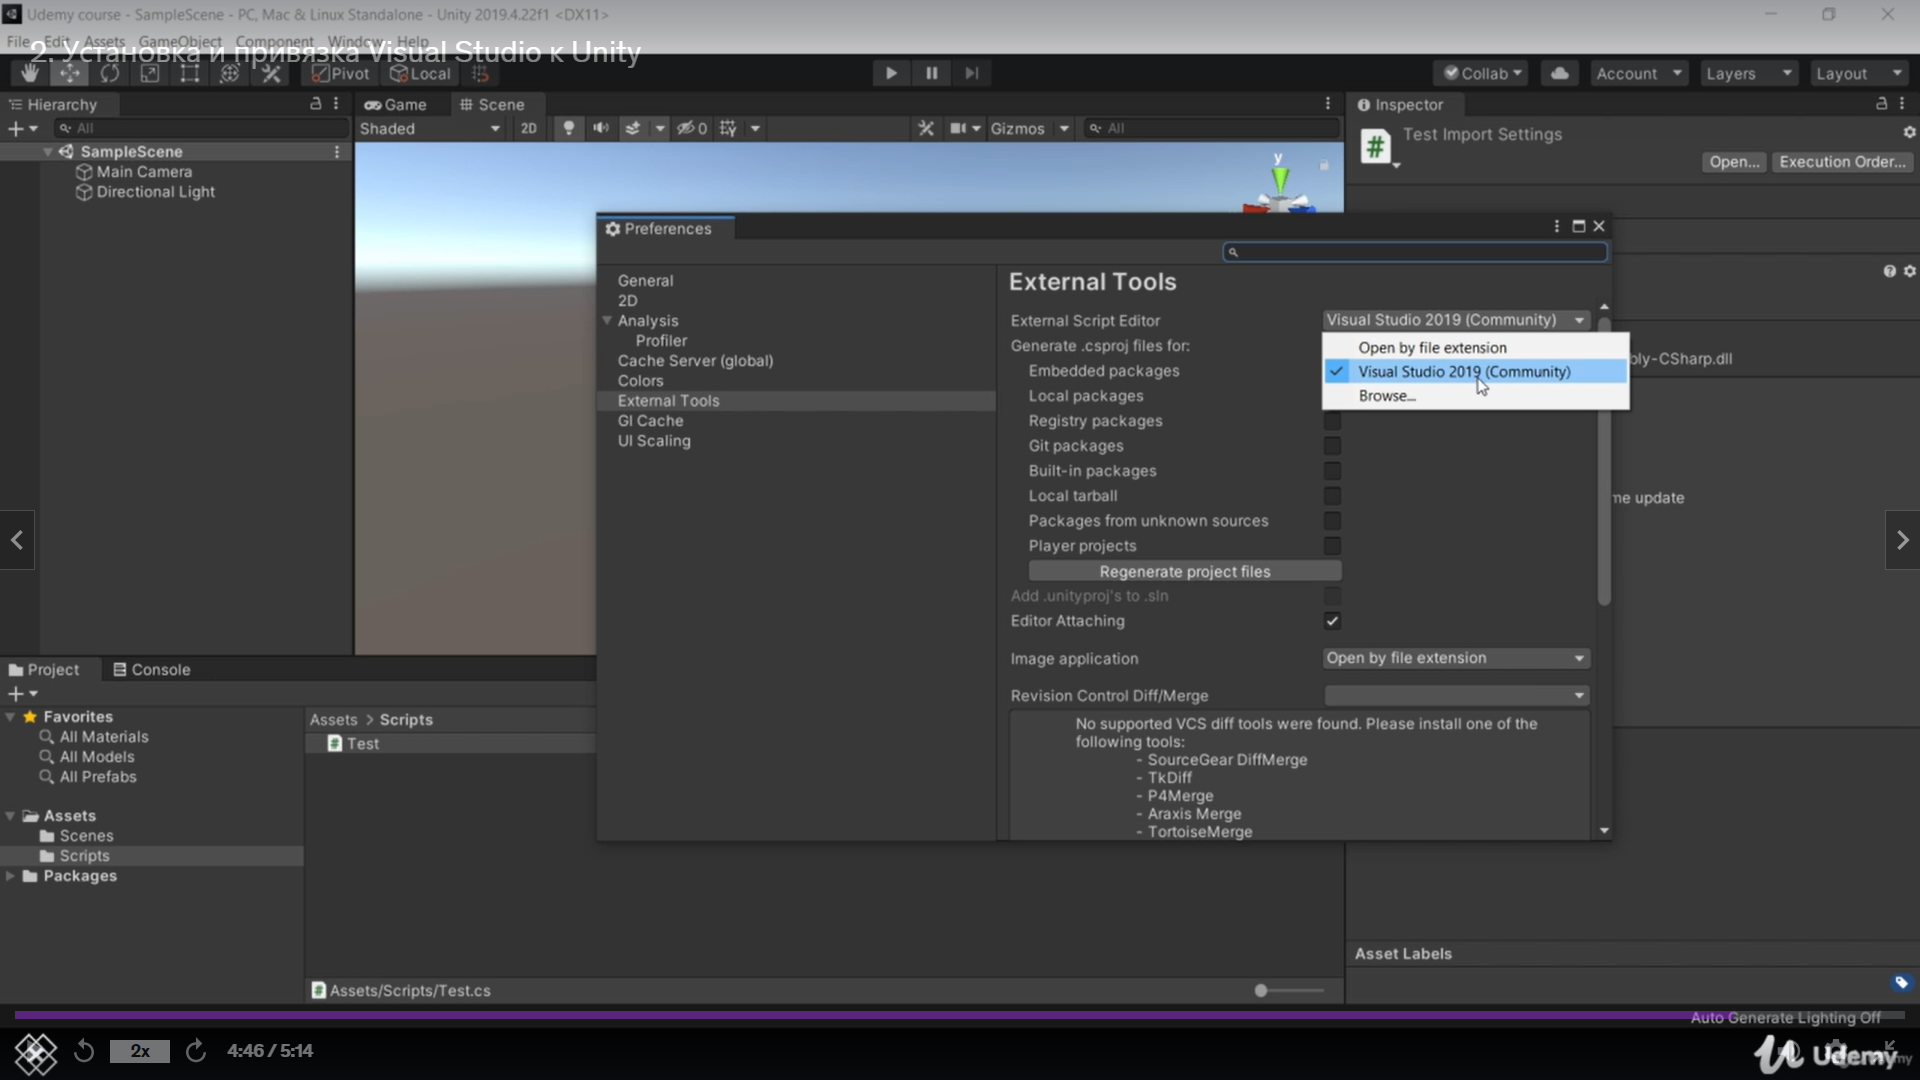 Udemy course - SampleScene - PC, Mac & Linux Standalone - Unity 2019.4.22f1 <DX11>
File Edit Assets GameObject Component Window Help
2. Установка и привязка Visual Studio к Unity
Pivot Local Collab Account Layers Layout
Hierarchy Game Scene Inspector
All Shaded 2D 0 Gizmos All
Test Import Settings
SampleScene
Open... Execution Order...
Main Camera
Directional Light
Preferences
General
2D
Analysis
Profiler
Cache Server (global)
Colors
External Tools
GI Cache
UI Scaling
External Tools
External Script Editor Visual Studio 2019 (Community)
Generate .csproj files for: Open by file extension
Embedded packages Visual Studio 2019 (Community)
Local packages Browse...
Registry packages
Git packages
Built-in packages
Local tarball
Packages from unknown sources
Player projects
Regenerate project files
Add .unityproj's to .sln
Editor Attaching
Image application Open by file extension
Revision Control Diff/Merge
No supported VCS diff tools were found. Please install one of the
following tools:
- SourceGear DiffMerge
- TkDiff
- P4Merge
- Araxis Merge
- TortoiseMerge
bly-CSharp.dll
me update
Project Console
Favorites
All Materials
All Models
All Prefabs
Assets
Scenes
Scripts
Packages
Assets > Scripts
Test
Assets/Scripts/Test.cs
Asset Labels
Auto Generate Lighting Off
2x 4:46 / 5:14
Udemy